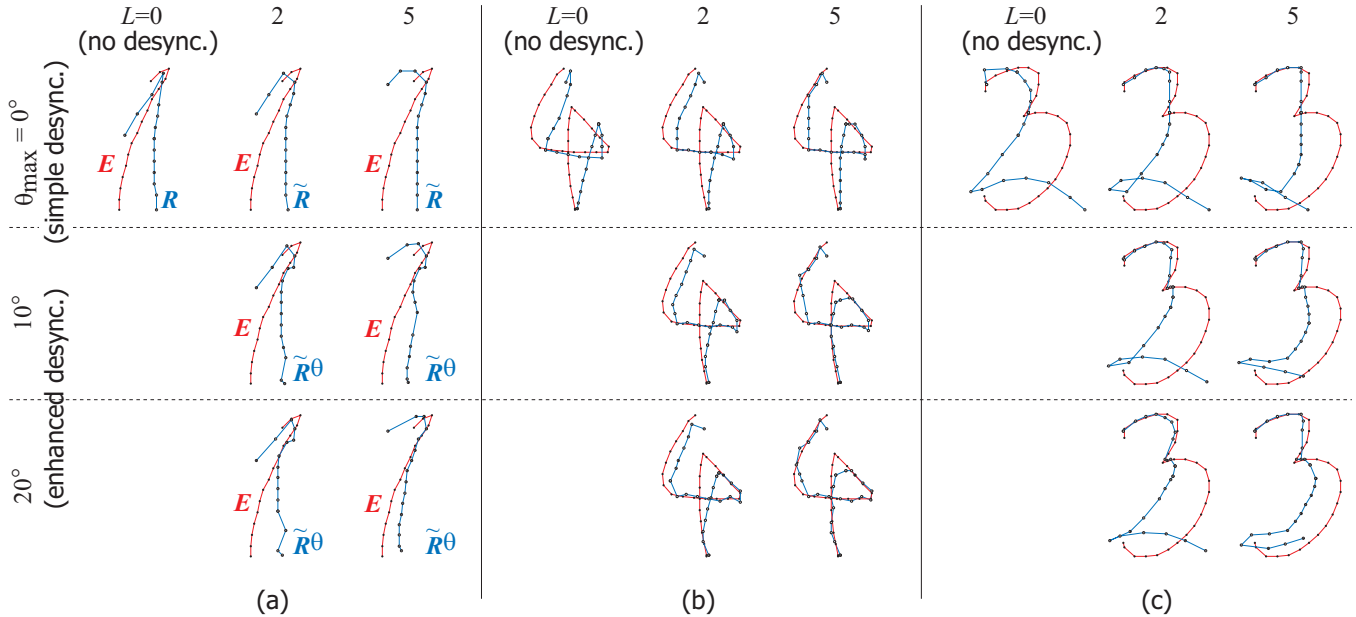 L=0 2 5 L=0 2 5 L=0 2 5
(no desync.) (no desync.) (no desync.)
θmax = 0°
(simple desync.)
E R E R̃ E R̃
10°
E R̃θ E R̃θ
20°
(enhanced desync.)
E R̃θ E R̃θ
(a) (b) (c)